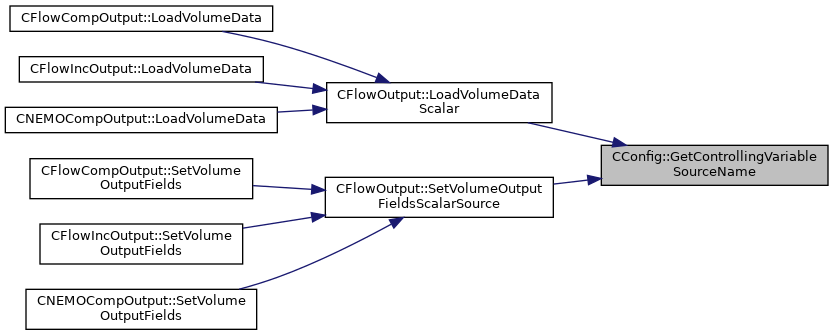 CFlowCompOutput::LoadVolumeData
CFlowIncOutput::LoadVolumeData
CNEMOCompOutput::LoadVolumeData
CFlowCompOutput::SetVolume
OutputFields
CFlowIncOutput::SetVolume
OutputFields
CNEMOCompOutput::SetVolume
OutputFields
CFlowOutput::LoadVolumeData
Scalar
CFlowOutput::SetVolumeOutput
FieldsScalarSource
CConfig::GetControllingVariable
SourceName